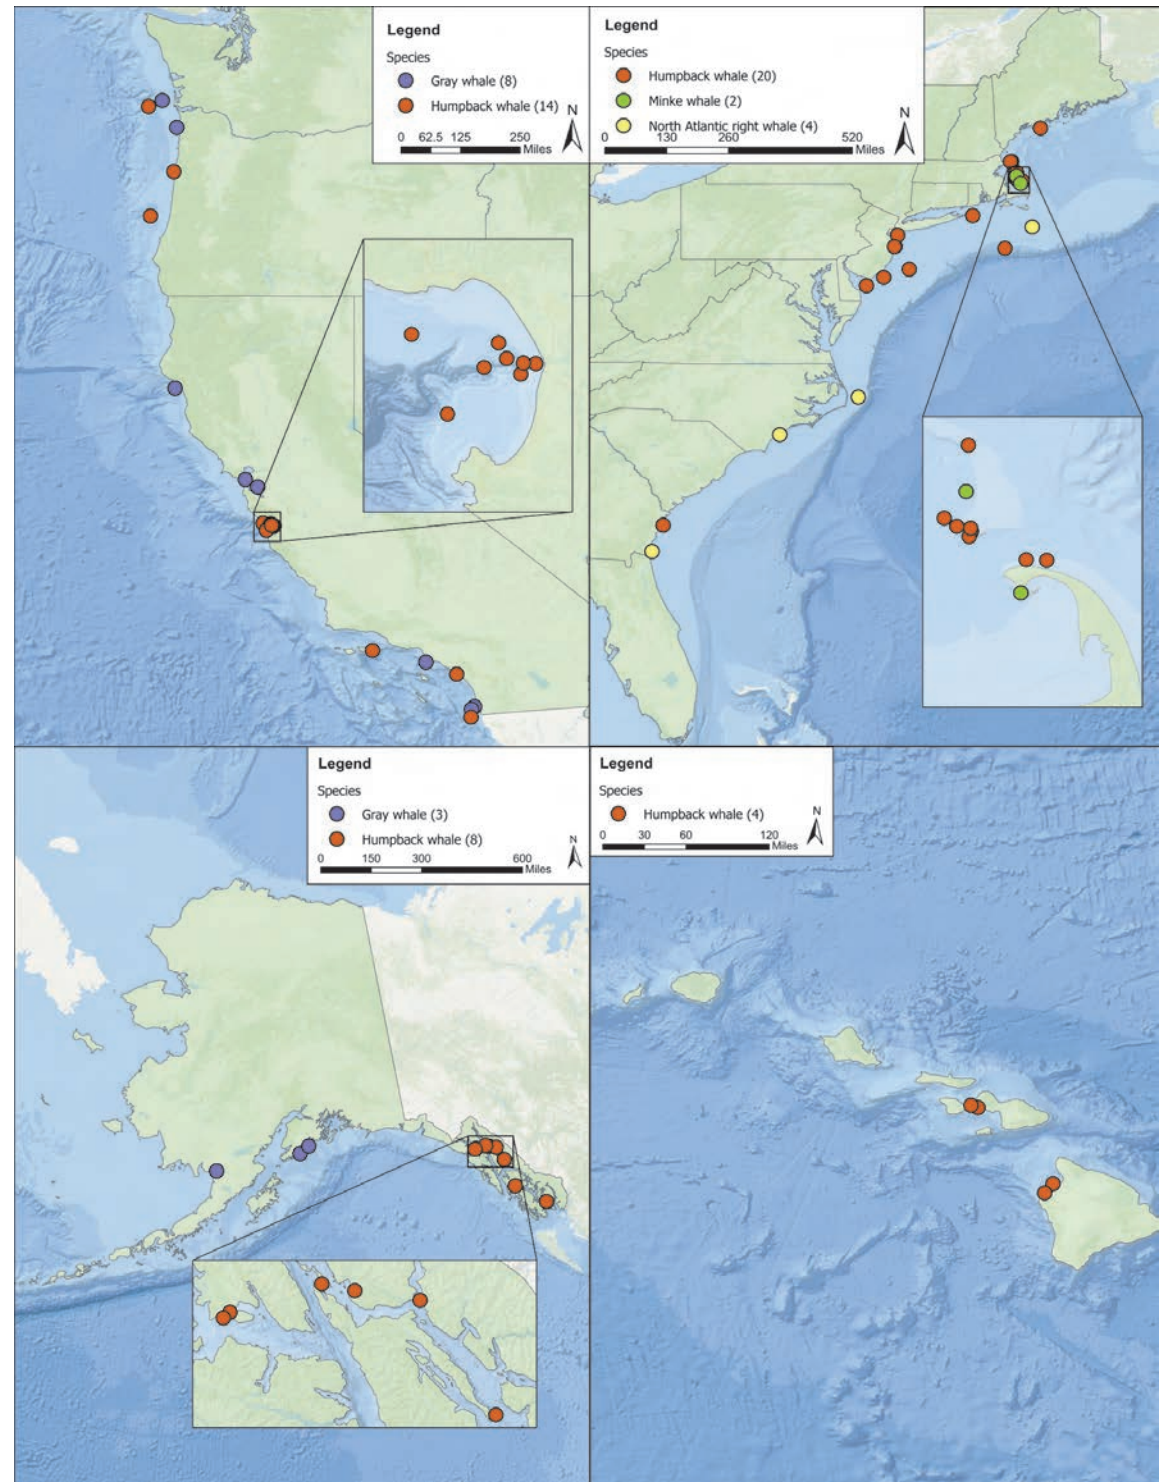 Legend
Species
Gray whale (8)
Humpback whale (14)
N
0 62.5 125 250
Miles
Legend
Species
Humpback whale (20)
Minke whale (2)
North Atlantic right whale (4)
N
0 130 260 520
Miles
Legend
Species
Gray whale (3)
Humpback whale (8)
N
0 150 300 600
Miles
Legend
Species
Humpback whale (4)
N
0 30 60 120
Miles